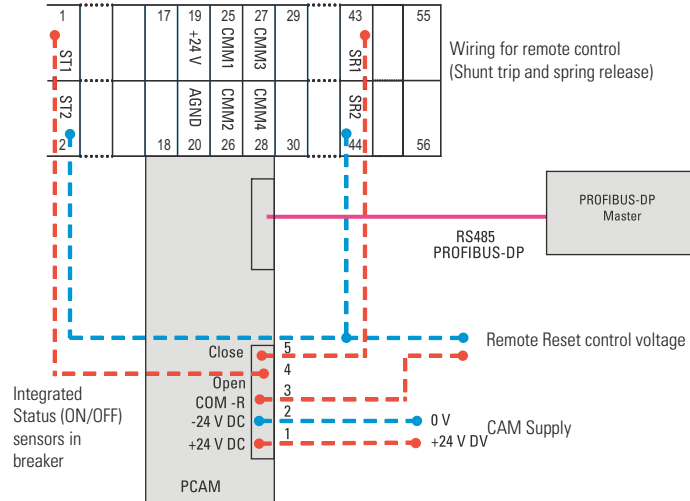 1 17 19 25 27 29 43 55
ST1 +24 V CMM1 CMM3 SR1
ST2 AGND CMM2 CMM4 SR2
2 18 20 26 28 30 44 56
Wiring for remote control
(Shunt trip and spring release)
PROFIBUS-DP
Master
RS485
PROFIBUS-DP
Remote Reset control voltage
Close 5
4
Open
3
COM -R
-24 V DC 2 0 V
+24 V DC 1 +24 V DV
CAM Supply
Integrated
Status (ON/OFF)
sensors in
breaker
PCAM